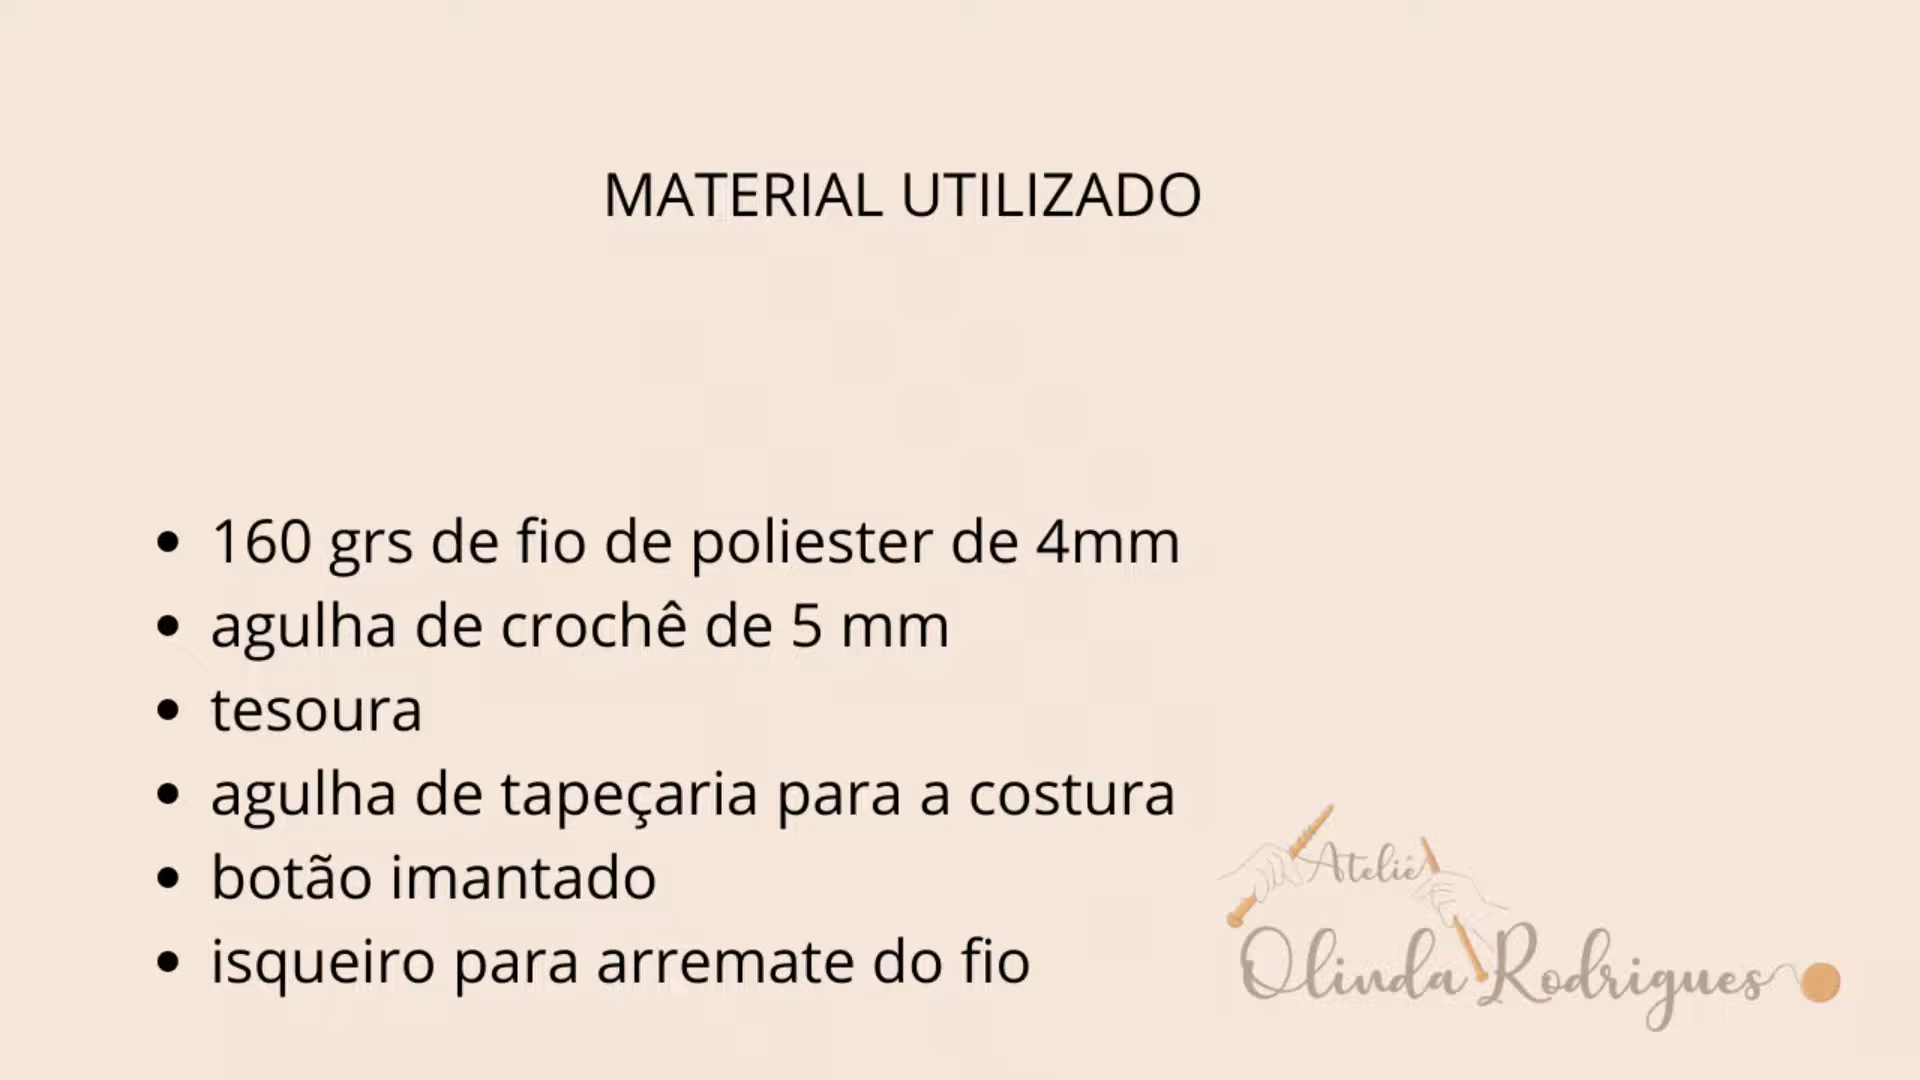 MATERIAL UTILIZADO
• 160 grs de fio de poliester de 4mm
• agulha de crochê de 5 mm
• tesoura
• agulha de tapeçaria para a costura
• botão imantado
• isqueiro para arremate do fio
Ateliê
Olinda Rodrigues